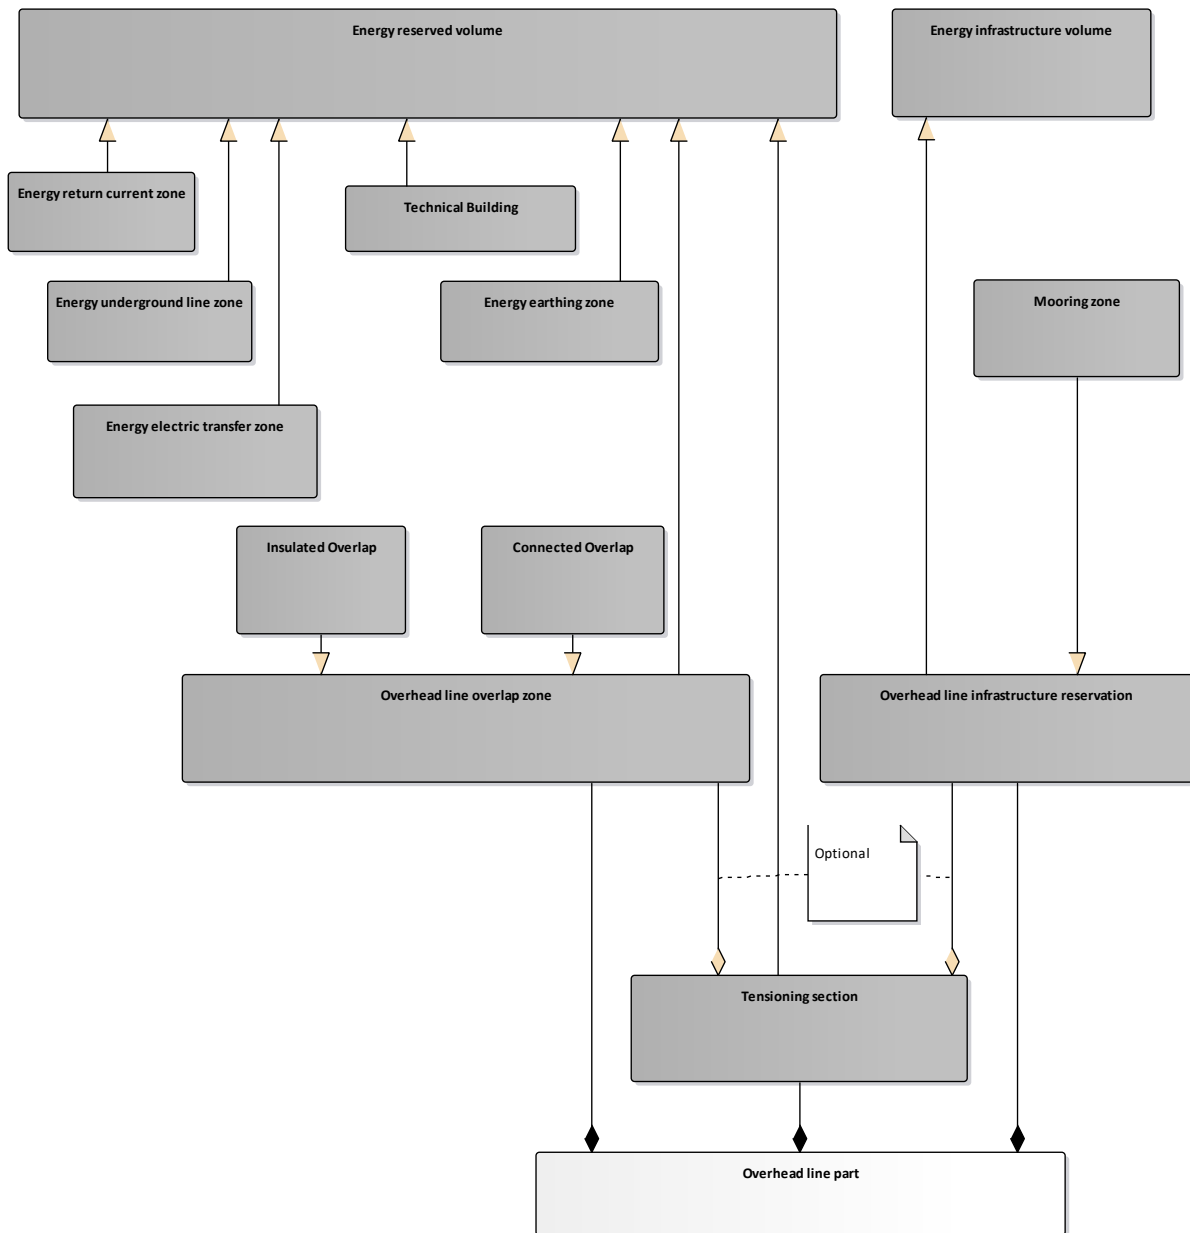 Energy reserved volume
Energy infrastructure volume
Energy return current zone
Technical Building
Energy underground line zone
Energy earthing zone
Mooring zone
Energy electric transfer zone
Insulated Overlap
Connected Overlap
Overhead line overlap zone
Overhead line infrastructure reservation
Optional
Tensioning section
Overhead line part